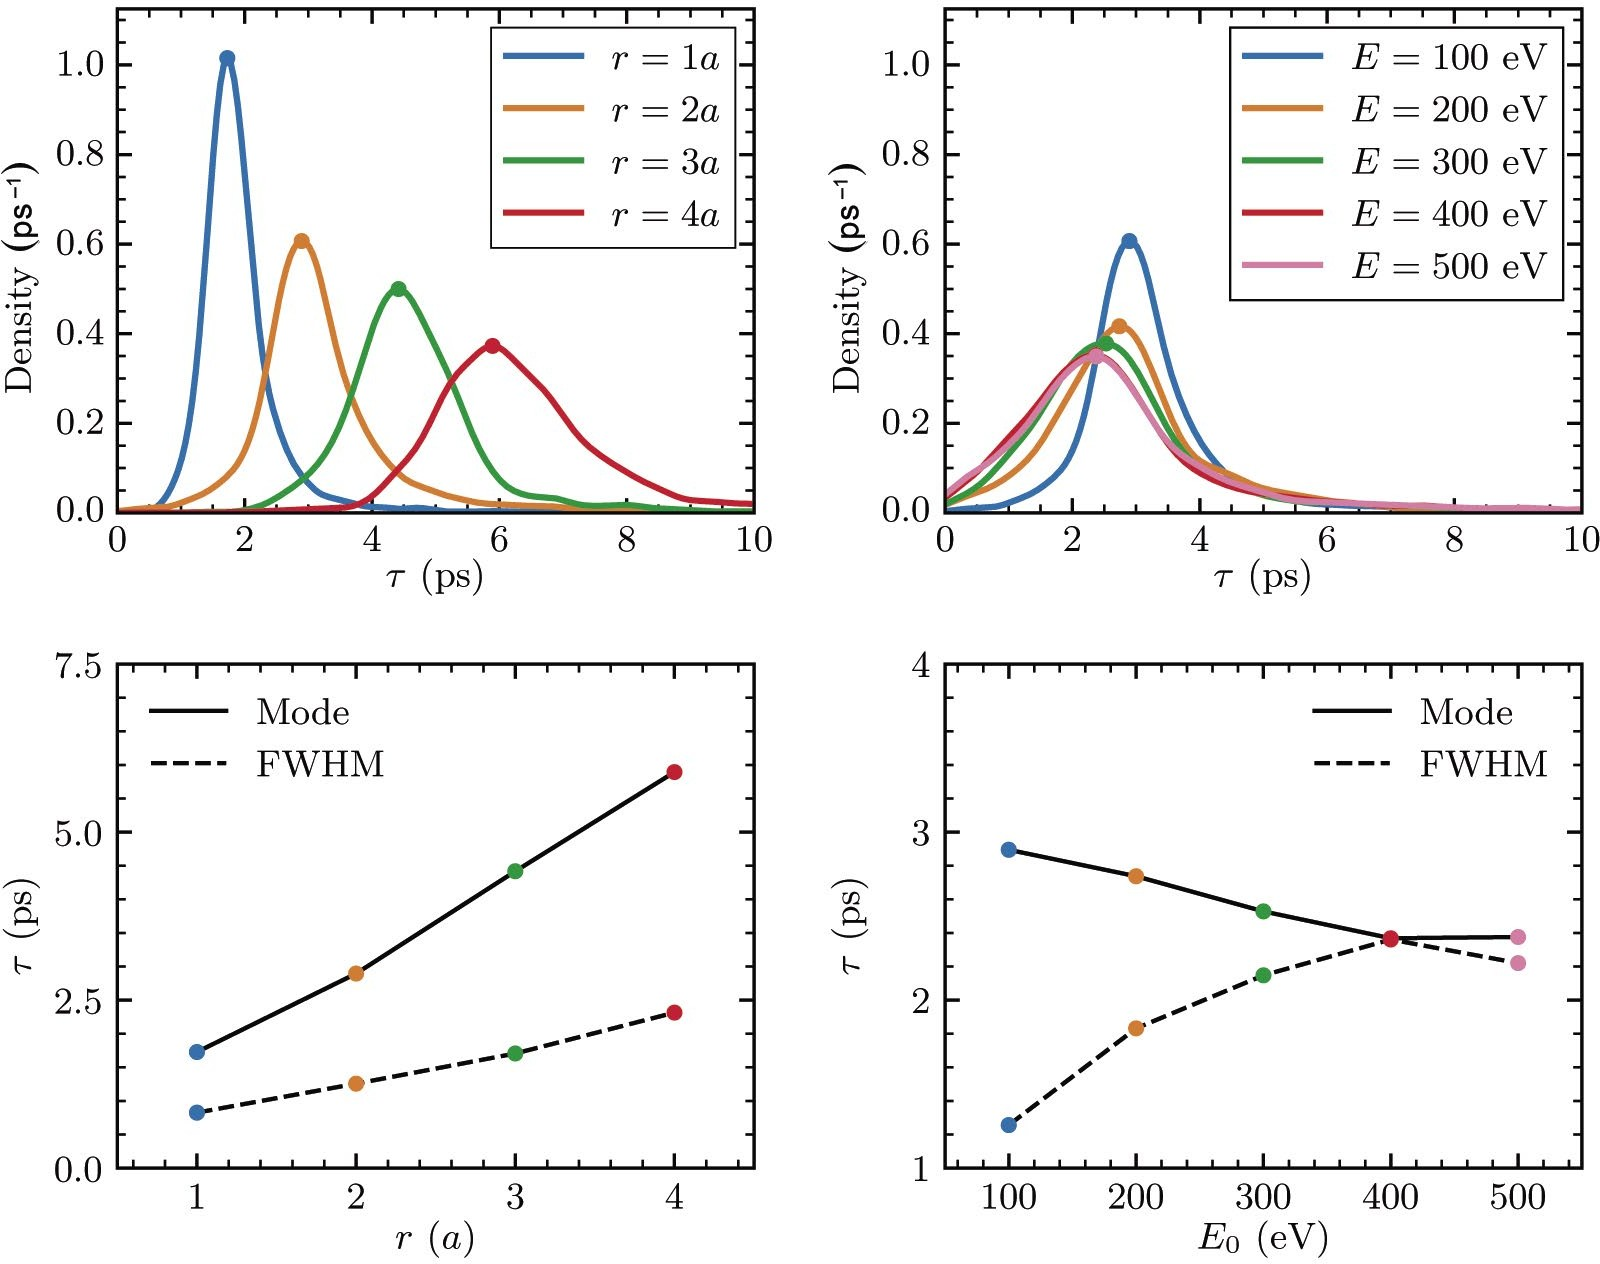 Density (ps⁻¹)
1.0
0.8
0.6
0.4
0.2
0.0
0 2 4 6 8 10
τ (ps)
r = 1a
r = 2a
r = 3a
r = 4a
Density (ps⁻¹)
1.0
0.8
0.6
0.4
0.2
0.0
0 2 4 6 8 10
τ (ps)
E = 100 eV
E = 200 eV
E = 300 eV
E = 400 eV
E = 500 eV
τ (ps)
7.5
5.0
2.5
0.0
1 2 3 4
r (a)
Mode
FWHM
τ (ps)
4
3
2
1
100 200 300 400 500
E₀ (eV)
Mode
FWHM